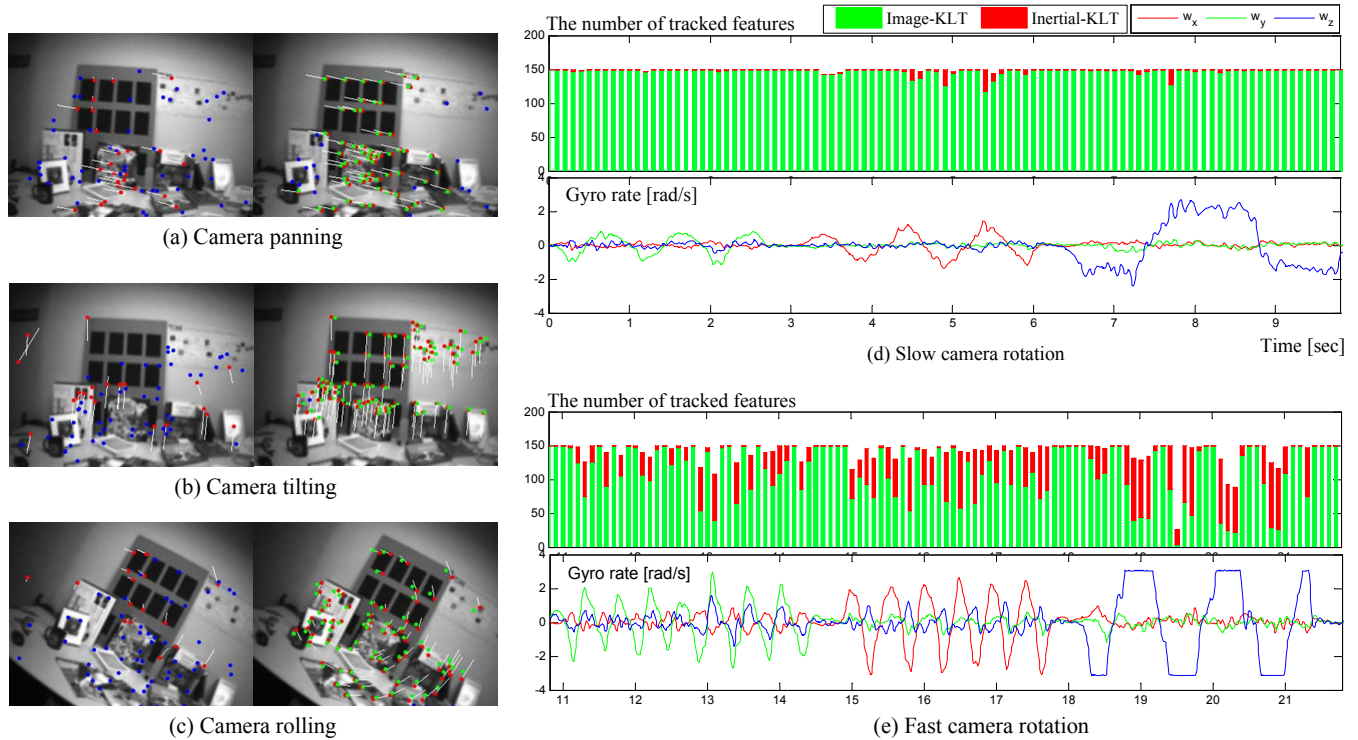 The number of tracked features
Image-KLT Inertial-KLT w_x w_y w_z
200
150
100
50
0
Gyro rate [rad/s]
4
2
0
-2
-4
0 1 2 3 4 5 6 7 8 9
(d) Slow camera rotation
Time [sec]
(a) Camera panning
(b) Camera tilting
(c) Camera rolling
The number of tracked features
200
150
100
50
0
Gyro rate [rad/s]
4
2
0
-2
-4
11 12 13 14 15 16 17 18 19 20 21
(e) Fast camera rotation